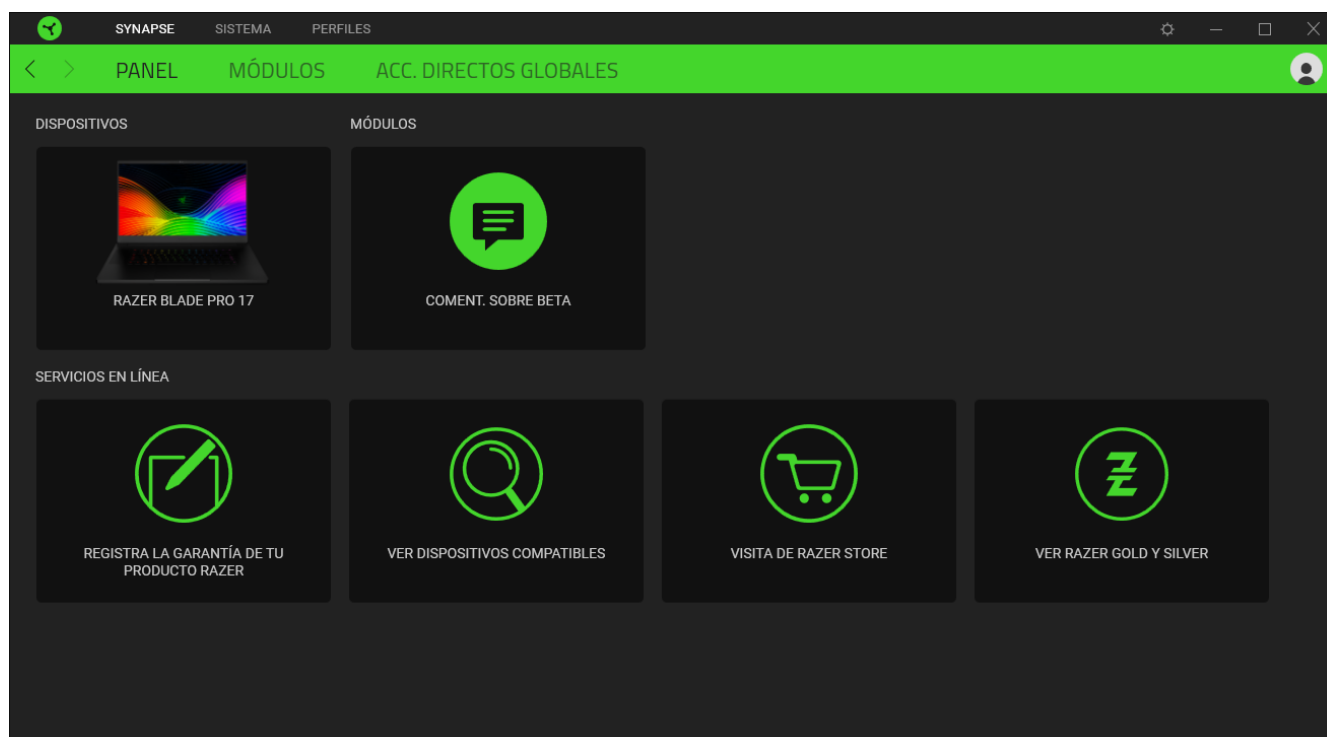 SYNAPSE SISTEMA PERFILES
PANEL MÓDULOS ACC. DIRECTOS GLOBALES
DISPOSITIVOS
MÓDULOS
RAZER BLADE PRO 17
COMENT. SOBRE BETA
SERVICIOS EN LÍNEA
REGISTRA LA GARANTÍA DE TU
PRODUCTO RAZER
VER DISPOSITIVOS COMPATIBLES
VISITA DE RAZER STORE
VER RAZER GOLD Y SILVER